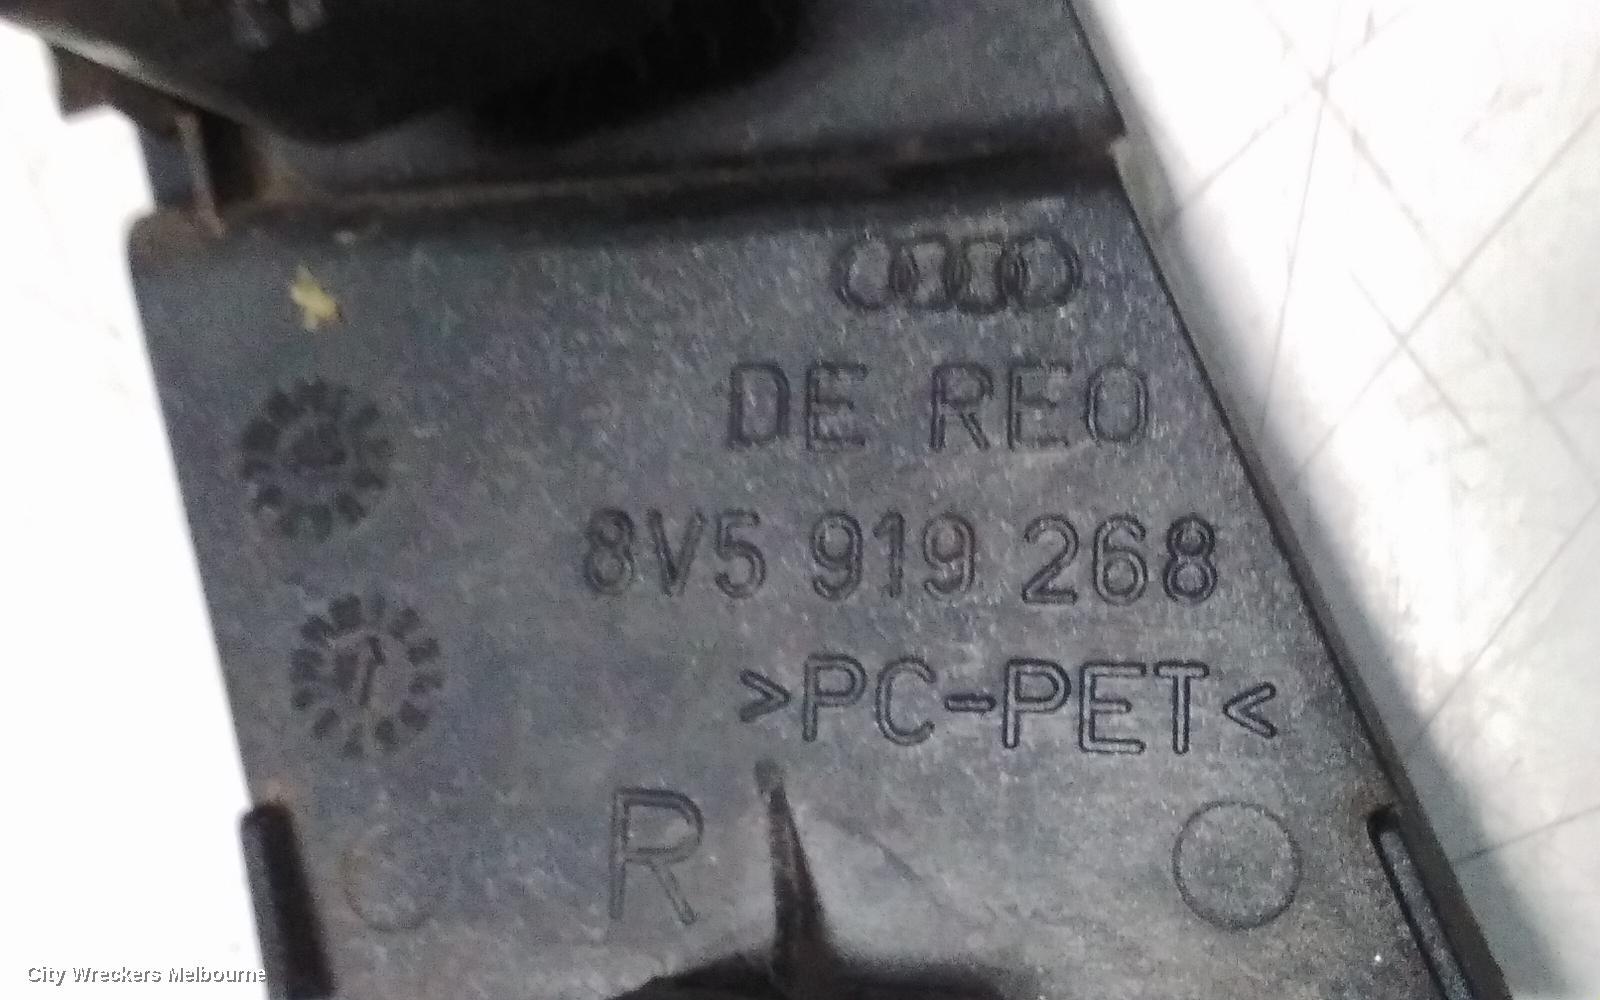 DE REO
8V5 919 268
>PC-PET<
R
City Wreckers Melbourne